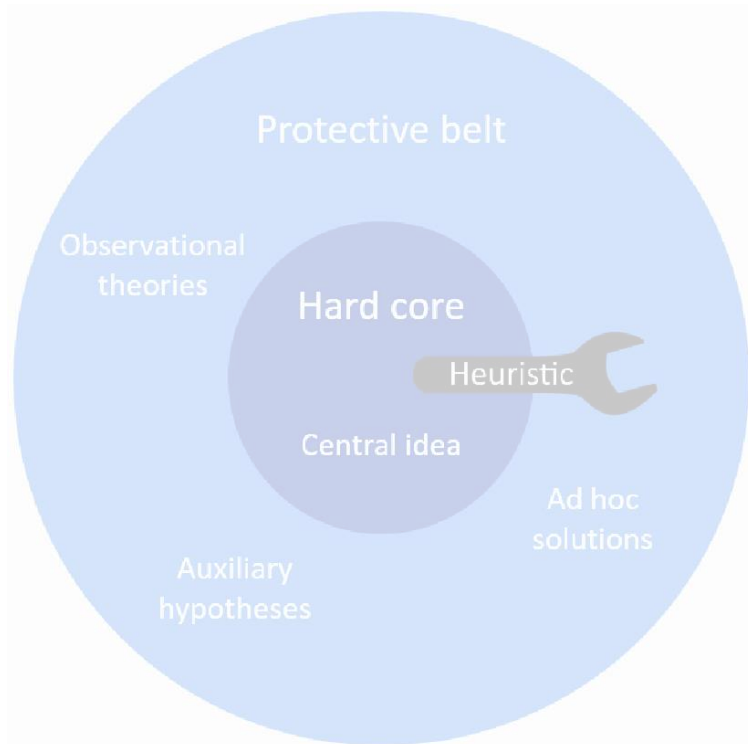 Protective belt
Observational
theories
Hard core
Heuristic
Central idea
Ad hoc
solutions
Auxiliary
hypotheses